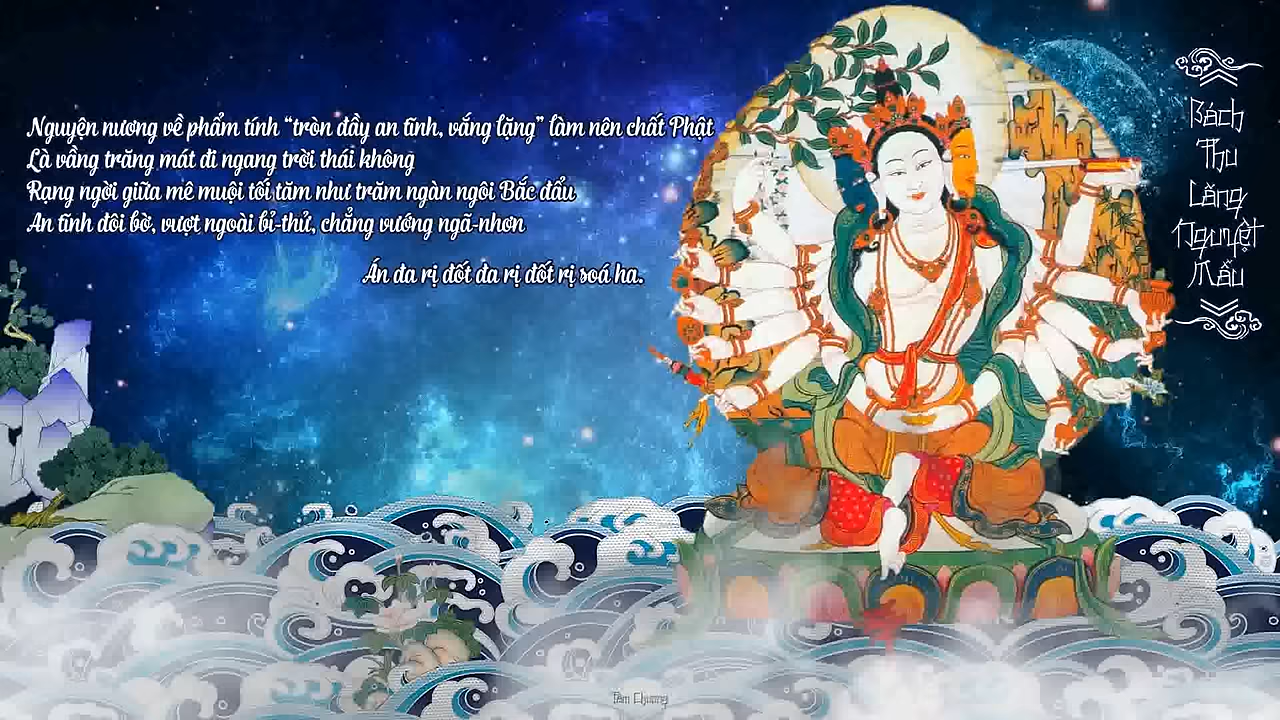 Nguyện nương về phẩm tính “tròn đầy an tĩnh, vắng lặng” làm nên chất Phật
Là vầng trăng mát đi ngang trời thái không
Rạng ngời giữa mê muội tối tăm như trăm ngàn ngôi Bắc đẩu
An tĩnh đôi bờ, vượt ngoài bỉ-thử, chẳng vướng ngã-nhơn
Án đa rị đốt đa rị đốt rị soá ha.
Bách
Thu
Lãng
Nguyệt
Mẫu
Tâm Chương